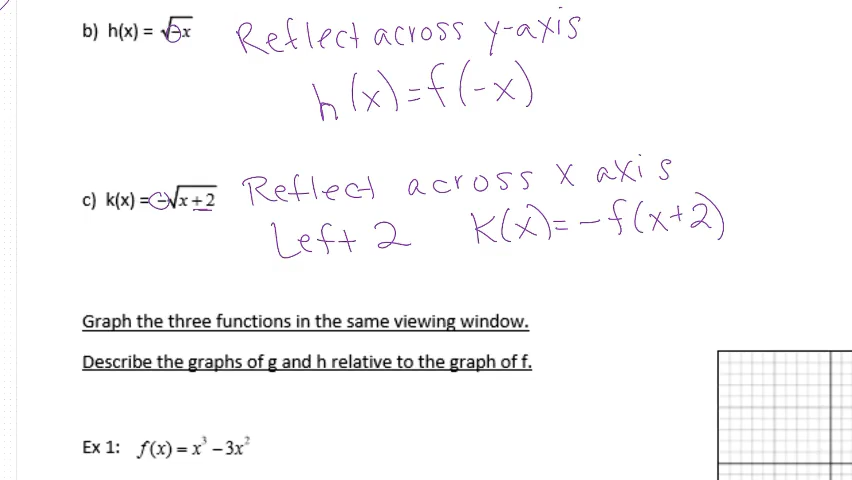 b) h(x) = √-x Reflect across y-axis
h(x)=f(-x)
c) k(x) = -√x + 2 Reflect across x axis
Left 2 K(x)=-f(x+2)
Graph the three functions in the same viewing window.
Describe the graphs of g and h relative to the graph of f.
Ex 1: f(x) = x³ - 3x²